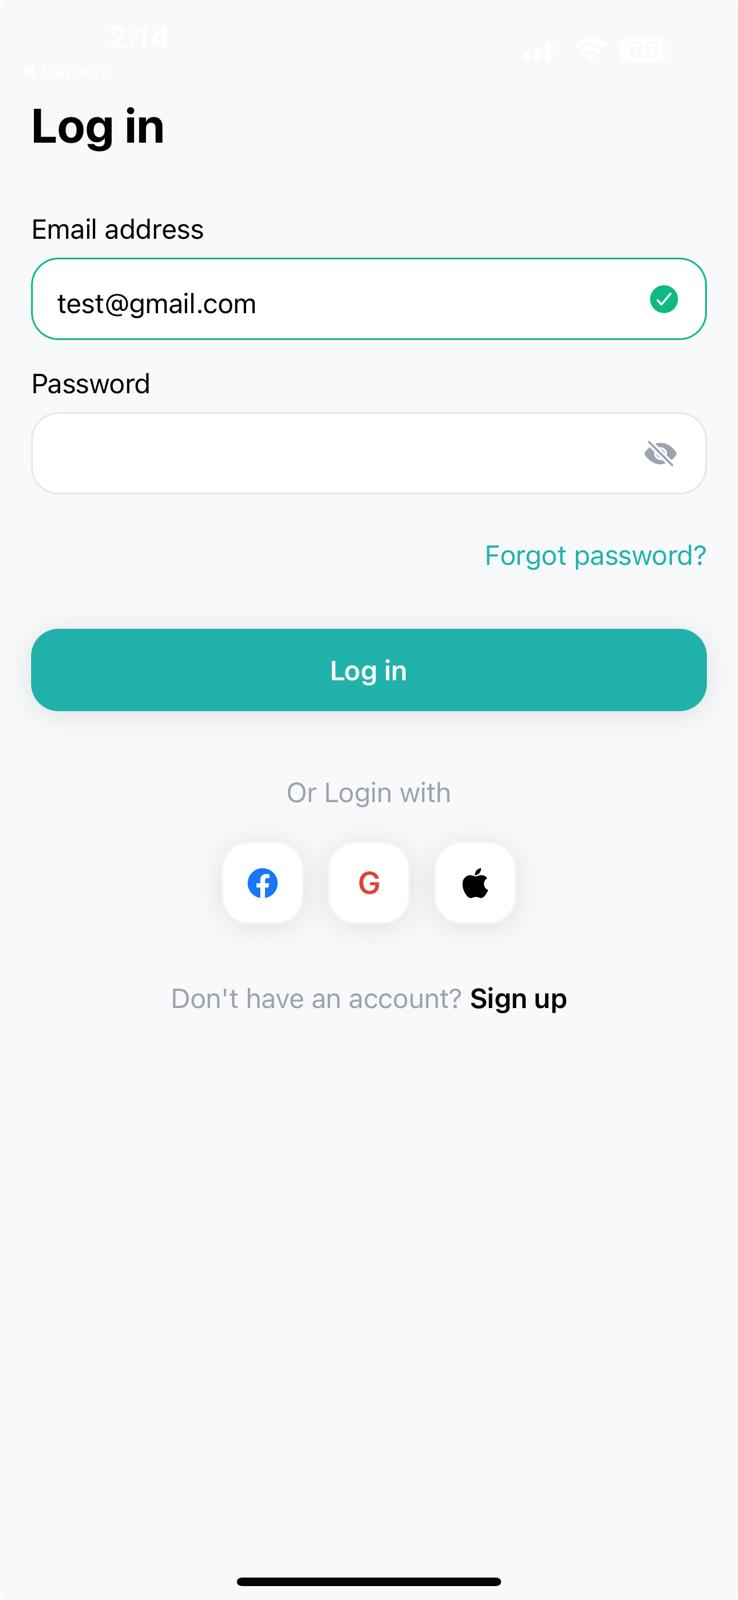 2:14
86
◀ Camera
Log in
Email address
test@gmail.com
Password
Forgot password?
Log in
Or Login with
G
Don't have an account? Sign up